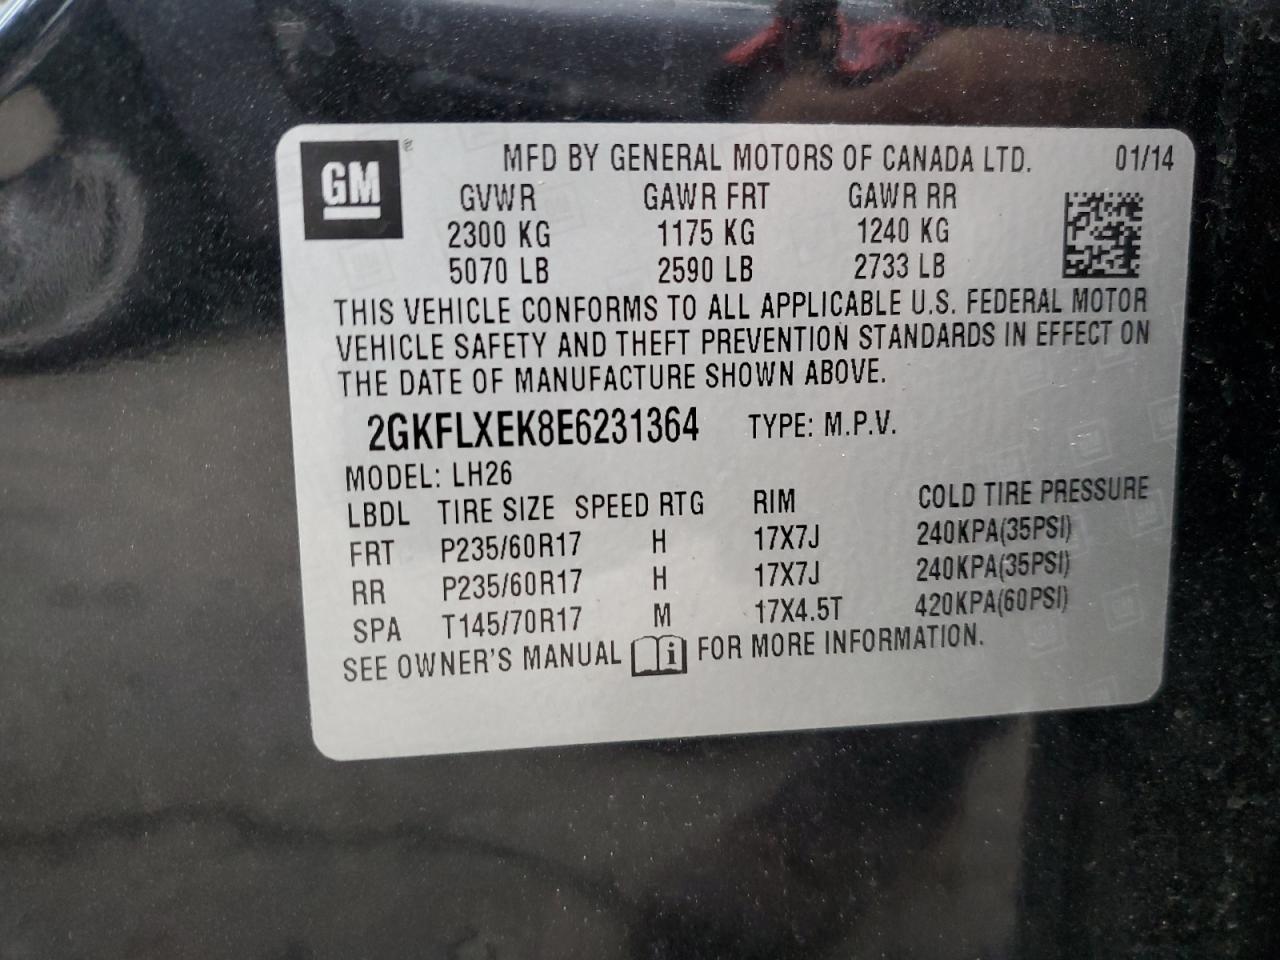 GM ®
MFD BY GENERAL MOTORS OF CANADA LTD. 01/14
GVWR GAWR FRT GAWR RR
2300 KG 1175 KG 1240 KG
5070 LB 2590 LB 2733 LB
THIS VEHICLE CONFORMS TO ALL APPLICABLE U.S. FEDERAL MOTOR
VEHICLE SAFETY AND THEFT PREVENTION STANDARDS IN EFFECT ON
THE DATE OF MANUFACTURE SHOWN ABOVE.
2GKFLXEK8E6231364 TYPE: M.P.V.
MODEL: LH26
LBDL TIRE SIZE SPEED RTG RIM COLD TIRE PRESSURE
FRT P235/60R17 H 17X7J 240KPA(35PSI)
RR P235/60R17 H 17X7J 240KPA(35PSI)
SPA T145/70R17 M 17X4.5T 420KPA(60PSI)
SEE OWNER'S MANUAL i FOR MORE INFORMATION.